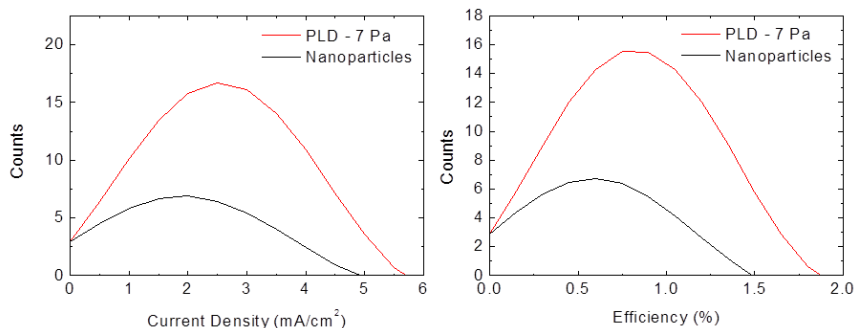 PLD - 7 Pa
Nanoparticles
20
15
10
5
0
Counts
0 1 2 3 4 5 6
Current Density (mA/cm²)
PLD - 7 Pa
Nanoparticles
18
16
14
12
10
8
6
4
2
0
Counts
0.0 0.5 1.0 1.5 2.0
Efficiency (%)